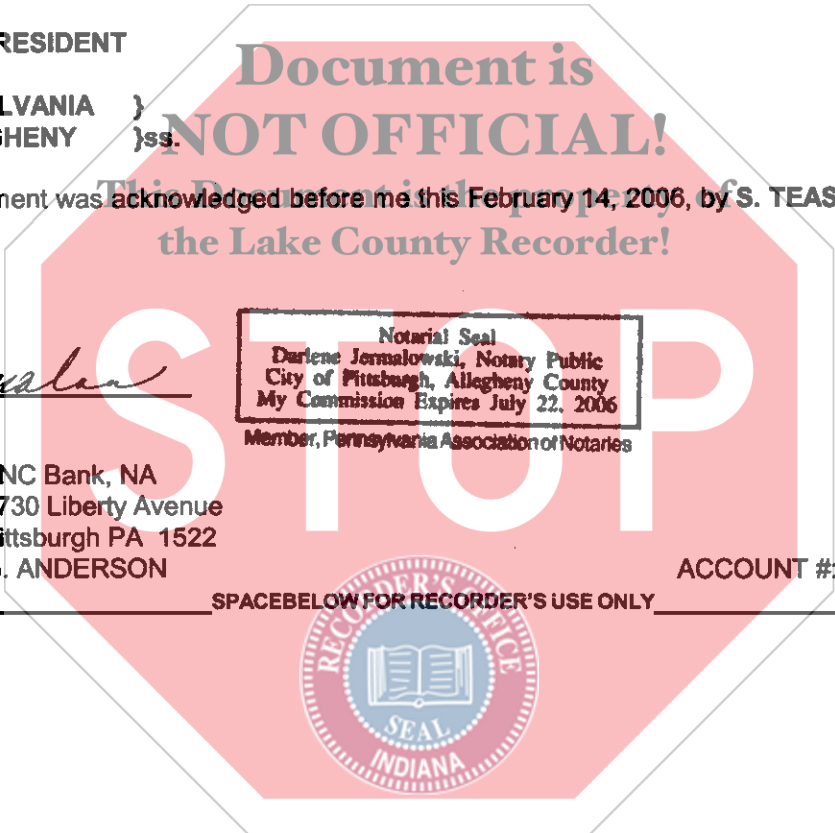 RESIDENT
Document is
LVANIA }
GHENY }ss.
NOT OFFICIAL!
ment was acknowledged before me this February 14, 2006, by S. TEAS
This Document is the property of
the Lake County Recorder!
STOP
Notarial Seal
Darlene Jermalowski, Notary Public
City of Pittsburgh, Allegheny County
My Commission Expires July 22, 2006
Member, Pennsylvania Association of Notaries
NC Bank, NA
730 Liberty Avenue
ittsburgh PA 1522
. ANDERSON
ACCOUNT #:
SPACEBELOW FOR RECORDER'S USE ONLY
RECORDER'S OFFICE
SEAL
INDIANA